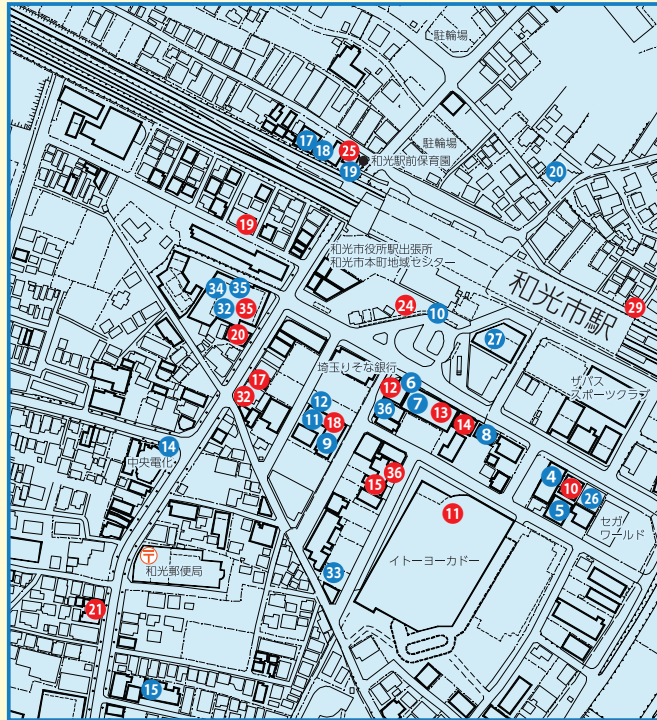 駐輪場
17
18
25
和光駅前保育園
19
駐輪場
20
19
和光市役所駅出張所
和光市本町地域センター
和光市駅
29
34
35
32
35
20
24
10
27
埼玉りそな銀行
ザバス
スポーツクラブ
17
32
12
11
18
9
12
6
36
7
13
14
8
14
中央電化
15
36
11
イトーヨーカドー
4
10
26
5
セガ
ワールド
〒
和光郵便局
33
21
15